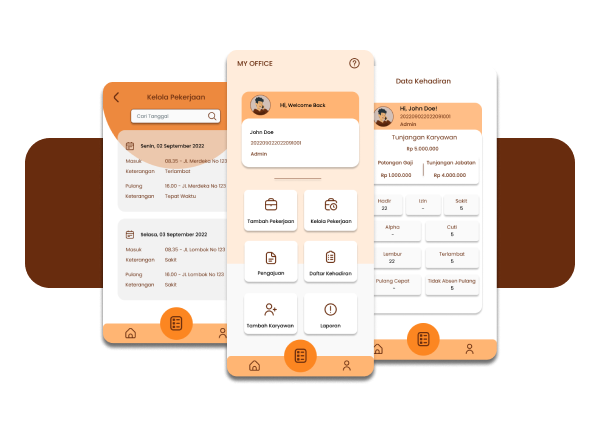 Kelola Pekerjaan
Cari Tanggal
Senin, 02 September 2022
Masuk 08.35 - Jl. Merdeka No 123
Keterangan Terlambat
Pulang 16.00 - Jl. Merdeka No 123
Keterangan Tepat Waktu
Selasa, 03 September 2022
Masuk 08.35 - Jl. Lombok No 123
Keterangan Sakit
Pulang 16.00 - Jl. Lombok No 123
Keterangan Sakit
MY OFFICE
Hi, Welcome Back
John Doe
Admin
Tambah Pekerjaan
Kelola Pekerjaan
Pengajuan
Daftar Kehadiran
Tambah Karyawan
Laporan
Data Kehadiran
Hi, John Doe!
Admin
Tunjangan Karyawan
Rp 5.000.000
Potongan Gaji Tunjangan Jabatan
Rp 1.000.000 Rp 4.000.000
Hadir Izin Sakit
22 - 5
Alpha Cuti
- 5
Lembur Terlambat
22 5
Pulang Cepat Tidak Absen Pulang
- 5